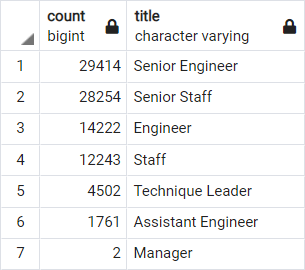 count title
bigint character varying
1 29414 Senior Engineer
2 28254 Senior Staff
3 14222 Engineer
4 12243 Staff
5 4502 Technique Leader
6 1761 Assistant Engineer
7 2 Manager